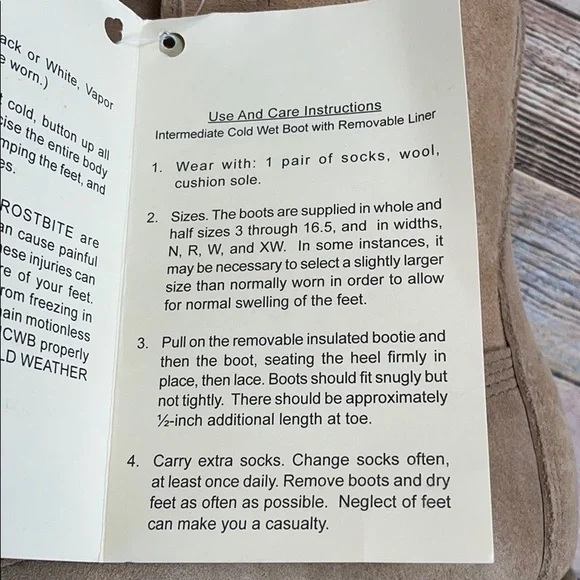 ack or White, Vapor
worn.)
cold, button up all
cise the entire body
mping the feet, and
es.
ROSTBITE are
an cause painful
ese injuries can
re of your feet.
rom freezing in
ain motionless
CWB properly
LD WEATHER
Use And Care Instructions
Intermediate Cold Wet Boot with Removable Liner
1. Wear with: 1 pair of socks, wool,
cushion sole.
2. Sizes. The boots are supplied in whole and
half sizes 3 through 16.5, and in widths,
N, R, W, and XW. In some instances, it
may be necessary to select a slightly larger
size than normally worn in order to allow
for normal swelling of the feet.
3. Pull on the removable insulated bootie and
then the boot, seating the heel firmly in
place, then lace. Boots should fit snugly but
not tightly. There should be approximately
½-inch additional length at toe.
4. Carry extra socks. Change socks often,
at least once daily. Remove boots and dry
feet as often as possible. Neglect of feet
can make you a casualty.